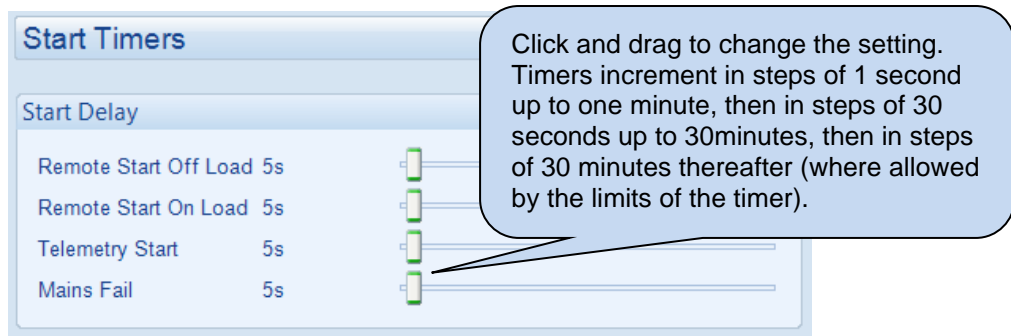 Start Timers
Click and drag to change the setting.
Timers increment in steps of 1 second
up to one minute, then in steps of 30
seconds up to 30minutes, then in steps
of 30 minutes thereafter (where allowed
by the limits of the timer).
Start Delay
Remote Start Off Load 5s
Remote Start On Load 5s
Telemetry Start 5s
Mains Fail 5s